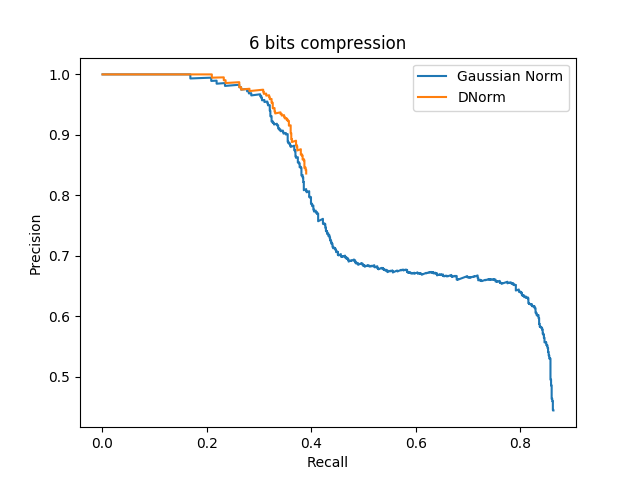 6 bits compression
Gaussian Norm
DNorm
1.0
0.9
0.8
0.7
0.6
0.5
Precision
0.0 0.2 0.4 0.6 0.8
Recall